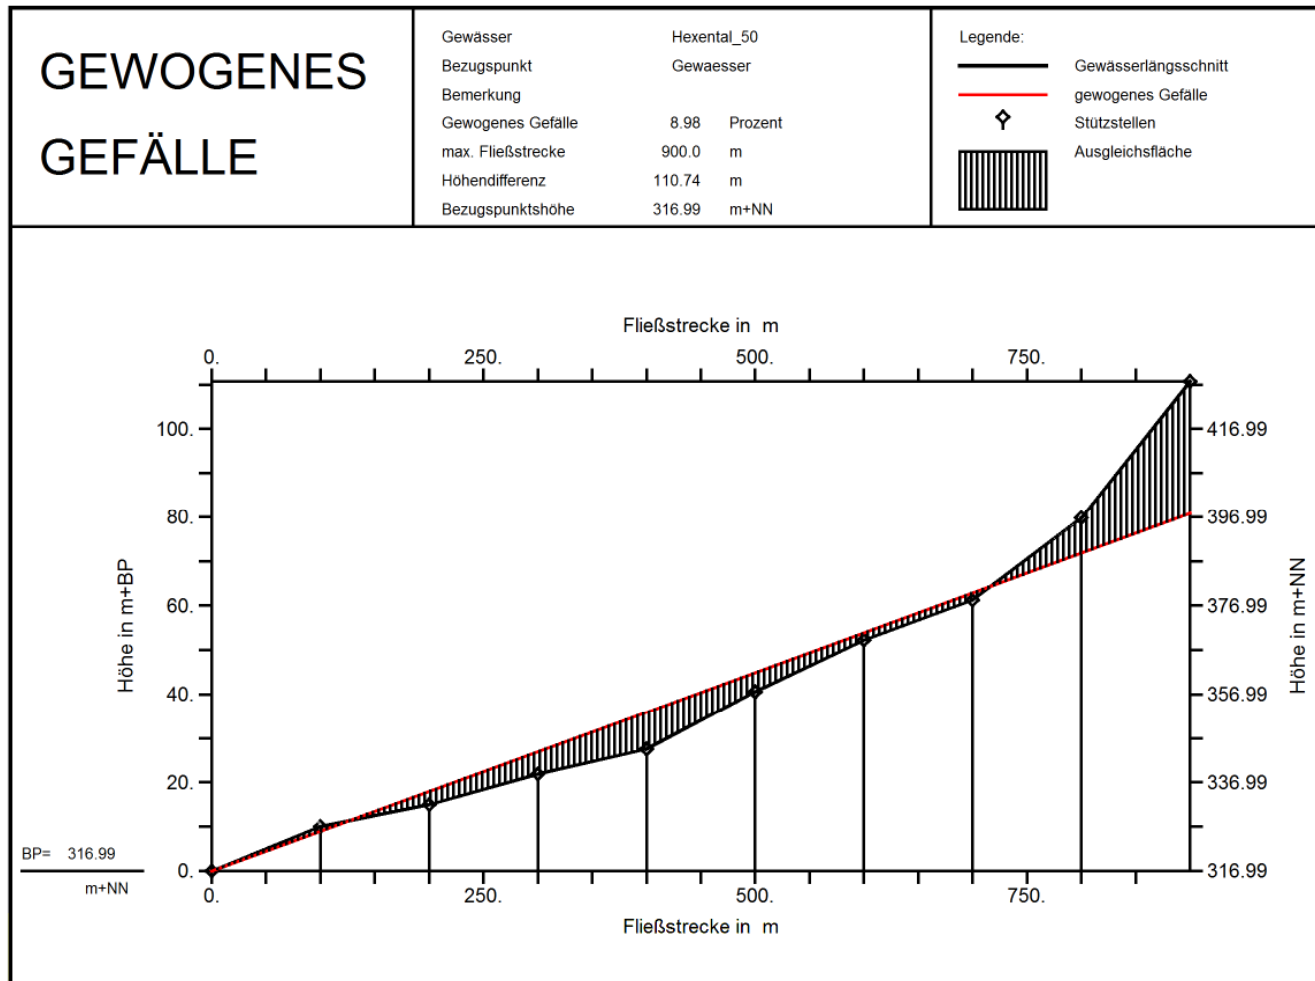 GEWOGENES
GEFÄLLE
Gewässer Hexental_50
Bezugspunkt Gewaesser
Bemerkung
Gewogenes Gefälle 8.98 Prozent
max. Fließstrecke 900.0 m
Höhendifferenz 110.74 m
Bezugspunktshöhe 316.99 m+NN
Legende:
Gewässerlängsschnitt
gewogenes Gefälle
Stützstellen
Ausgleichsfläche
Fließstrecke in m
0. 250. 500. 750.
100. 416.99
80. 396.99
60. 376.99
40. 356.99
20. 336.99
0. 316.99
Höhe in m+BP
Höhe in m+NN
BP= 316.99
m+NN
0. 250. 500. 750.
Fließstrecke in m